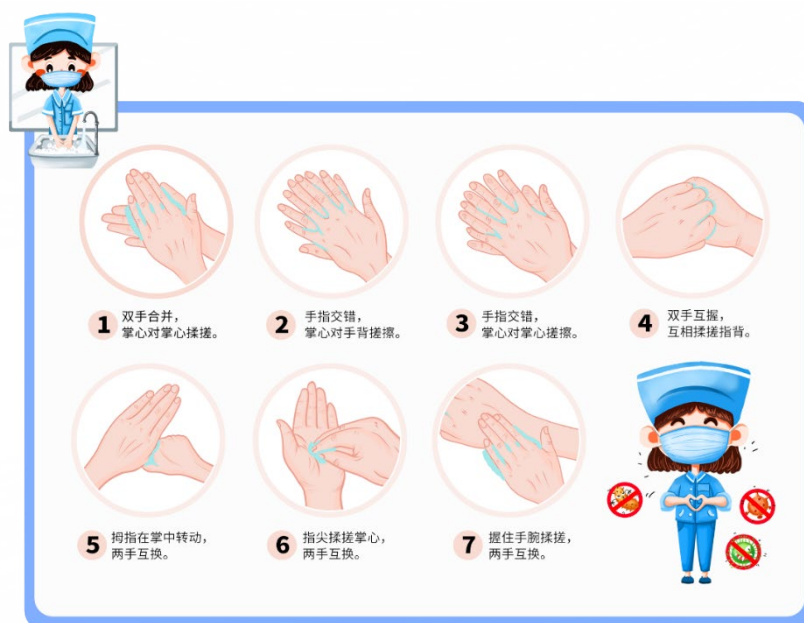 1 双手合并，
掌心对掌心揉搓。
2 手指交错，
掌心对手背搓擦。
3 手指交错，
掌心对掌心搓擦。
4 双手互握，
互相揉搓指背。
5 拇指在掌中转动，
两手互换。
6 指尖揉搓掌心，
两手互换。
7 握住手腕揉搓，
两手互换。